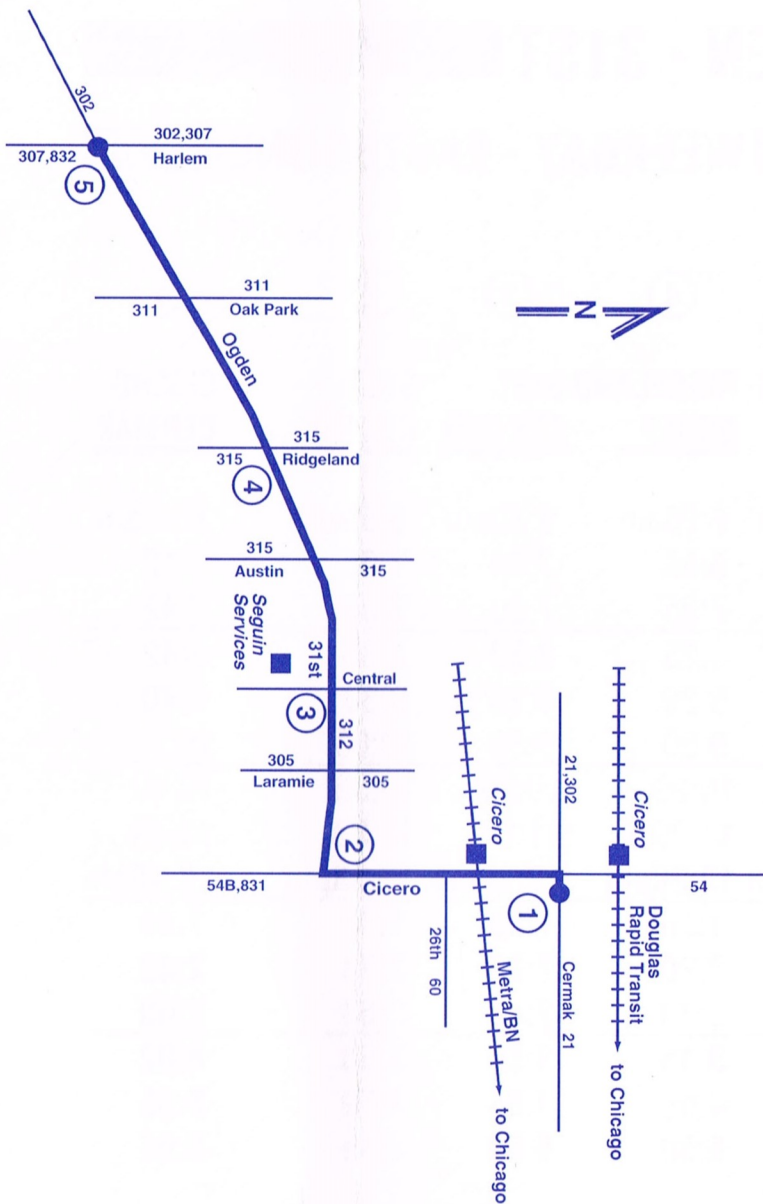 302
302,307
Harlem
307,832
5
311
Oak Park
311
Ogden
N
315
Ridgeland
315
4
315
Austin
315
Seguin
Services
31st
Central
3
312
305
Laramie
305
2
54B,831
Cicero
1
26th 60
Cicero
Metra/BN
to Chicago
21,302
Cermak 21
Cicero
Douglas
Rapid Transit
to Chicago
54